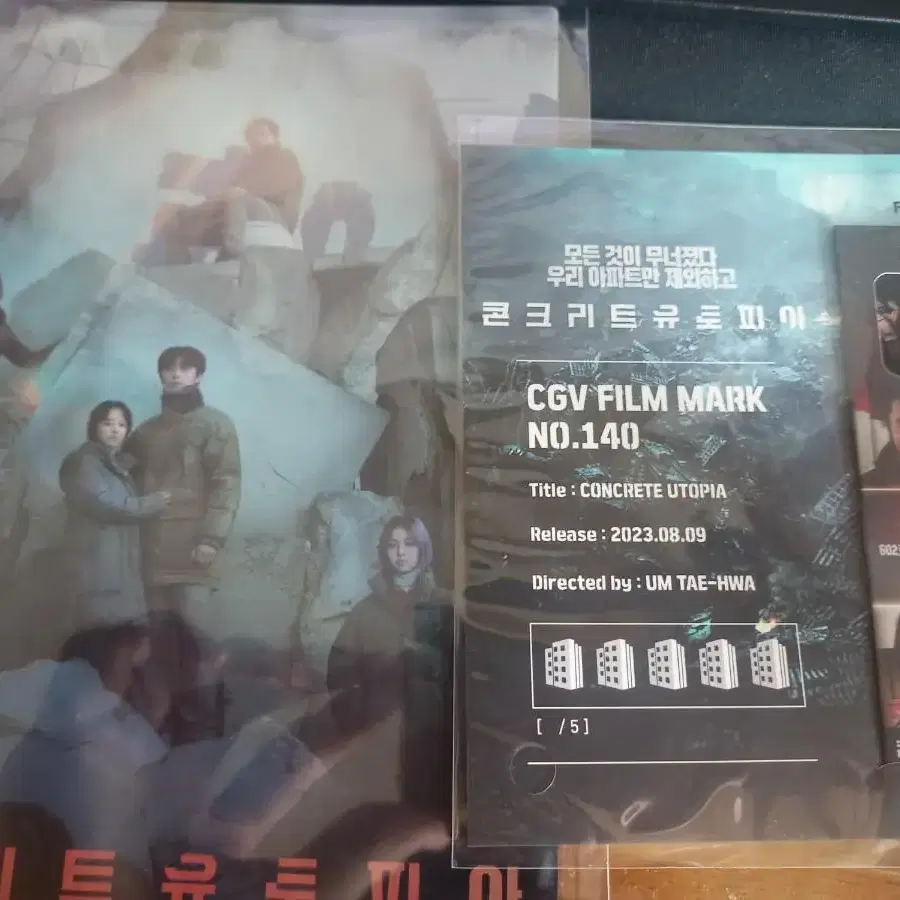 모든 것이 무너졌다
우리 아파트만 제외하고
콘크리트유토피아
CGV FILM MARK
NO.140
Title : CONCRETE UTOPIA
Release : 2023.08.09
Directed by : UM TAE-HWA
[ /5]
트유토피아